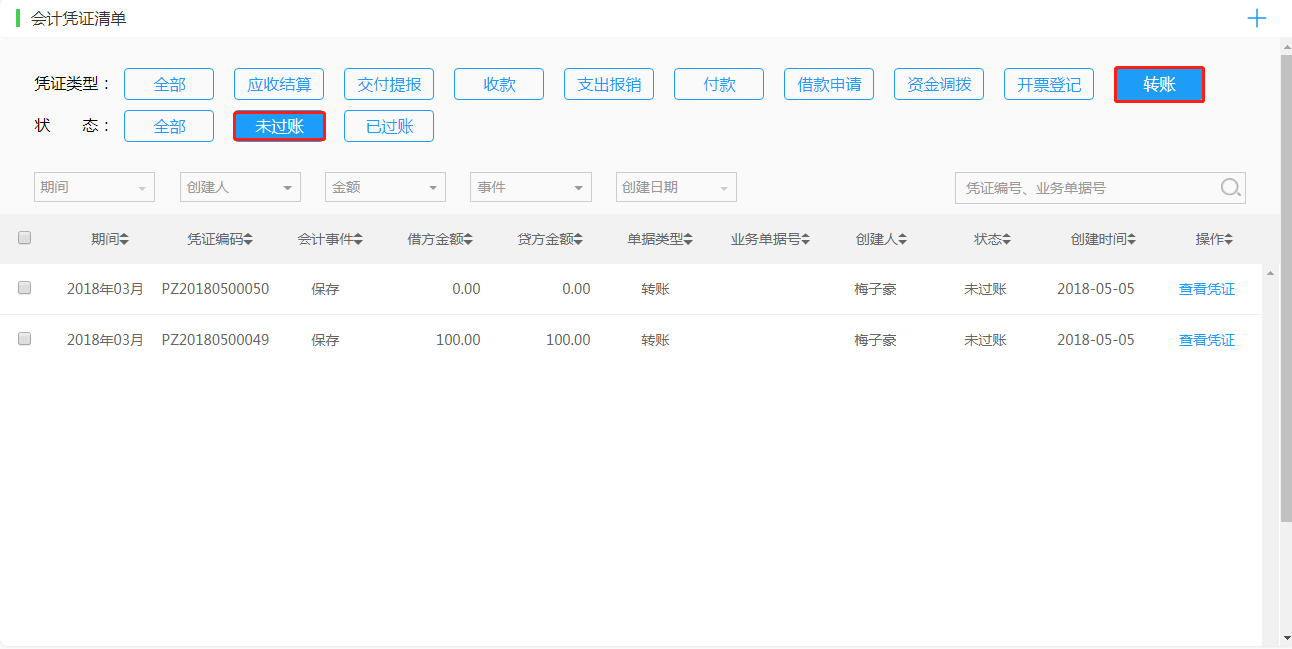 会计凭证清单
凭证类型： 全部 应收结算 交付提报 收款 支出报销 付款 借款申请 资金调拨 开票登记 转账
状 态： 全部 未过账 已过账
期间 创建人 金额 事件 创建日期 凭证编号、业务单据号
期间 凭证编码 会计事件 借方金额 贷方金额 单据类型 业务单据号 创建人 状态 创建时间 操作
2018年03月 PZ20180500050 保存 0.00 0.00 转账 梅子豪 未过账 2018-05-05 查看凭证
2018年03月 PZ20180500049 保存 100.00 100.00 转账 梅子豪 未过账 2018-05-05 查看凭证